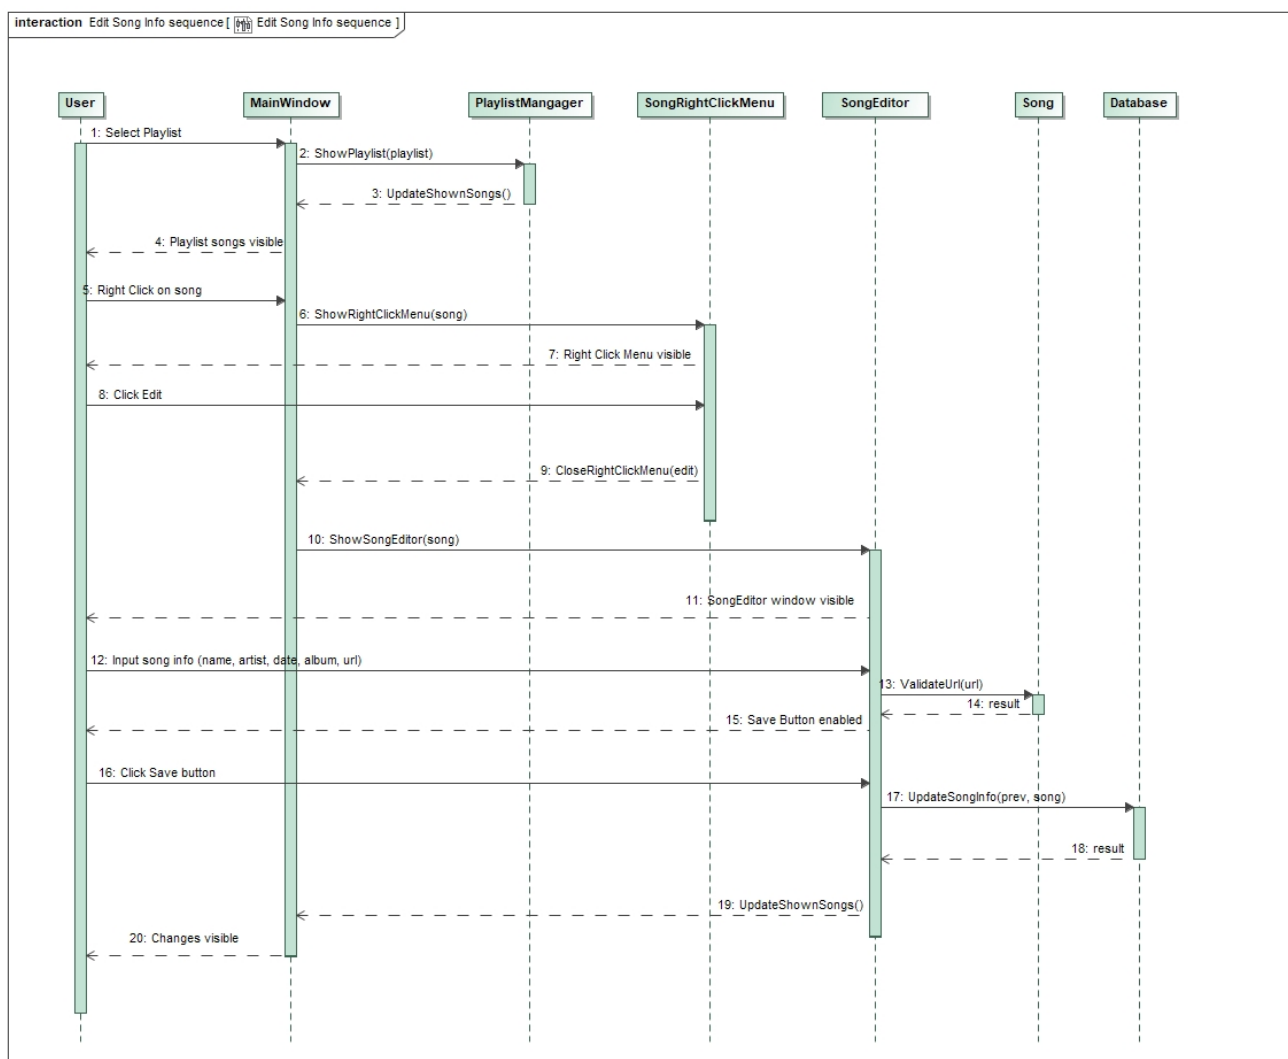 interaction Edit Song Info sequence [ Edit Song Info sequence ]
User
MainWindow
PlaylistMangager
SongRightClickMenu
SongEditor
Song
Database
1: Select Playlist
2: ShowPlaylist(playlist)
3: UpdateShownSongs()
4: Playlist songs visible
5: Right Click on song
6: ShowRightClickMenu(song)
7: Right Click Menu visible
8: Click Edit
9: CloseRightClickMenu(edit)
10: ShowSongEditor(song)
11: SongEditor window visible
12: Input song info (name, artist, date, album, url)
13: ValidateUrl(url)
14: result
15: Save Button enabled
16: Click Save button
17: UpdateSongInfo(prev, song)
18: result
19: UpdateShownSongs()
20: Changes visible